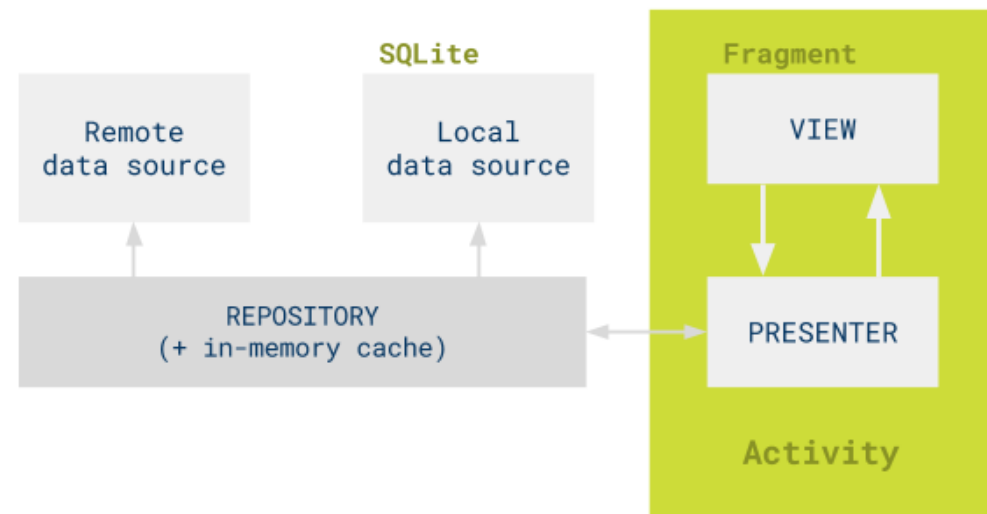 SQLite
Fragment
Remote
data source
Local
data source
VIEW
REPOSITORY
(+ in-memory cache)
PRESENTER
Activity